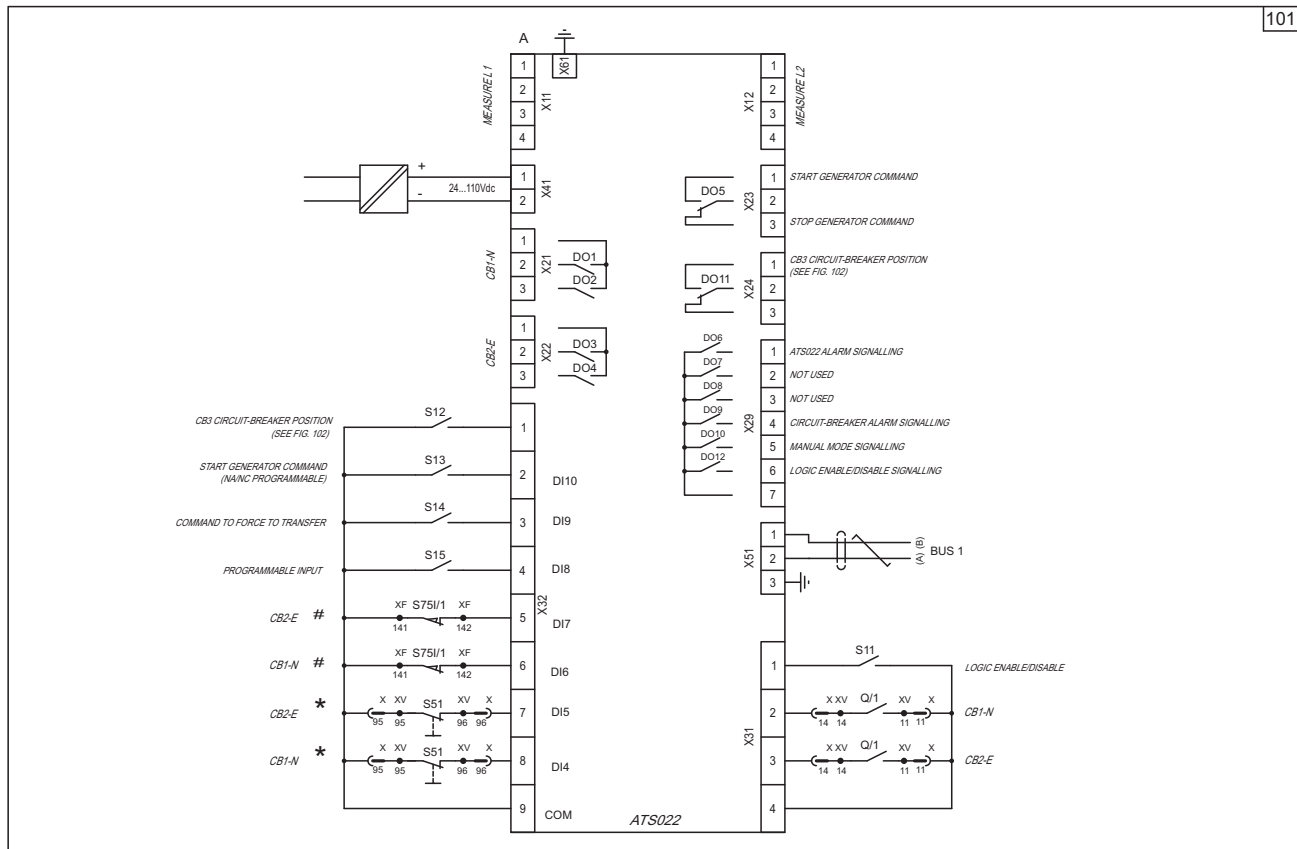 101
A
X61
MEASURE L1
1
2
3
4
X11
1
2
3
4
X12
MEASURE L2
+
-
24...110Vdc
1
2
X41
DO5
X23
1
2
3
START GENERATOR COMMAND
STOP GENERATOR COMMAND
CB1-N
1
2
3
X21
DO1
DO2
DO11
X24
1
2
3
CB3 CIRCUIT-BREAKER POSITION
(SEE FIG. 102)
CB2-E
1
2
3
X22
DO3
DO4
DO6
DO7
DO8
DO9
DO10
DO12
X29
1 ATS022 ALARM SIGNALLING
2 NOT USED
3 NOT USED
4 CIRCUIT-BREAKER ALARM SIGNALLING
5 MANUAL MODE SIGNALLING
6 LOGIC ENABLE/DISABLE SIGNALLING
7
CB3 CIRCUIT-BREAKER POSITION
(SEE FIG. 102)
S12
1
START GENERATOR COMMAND
(NA/NC PROGRAMMABLE)
S13
2
DI10
COMMAND TO FORCE TO TRANSFER
S14
3
DI9
PROGRAMMABLE INPUT
S15
4
DI8
X32
CB2-E #
XF S75I/1 XF
141 142
5
DI7
CB1-N #
XF S75I/1 XF
141 142
6
DI6
CB2-E *
X XV S51 XV X
95 95 96 96
7
DI5
CB1-N *
X XV S51 XV X
95 95 96 96
8
DI4
9
COM
X51
1
2
3
(A) (B)
BUS 1
X31
1
S11
LOGIC ENABLE/DISABLE
2
X XV Q/1 XV X
14 14 11 11
CB1-N
3
X XV Q/1 XV X
14 14 11 11
CB2-E
4
ATS022